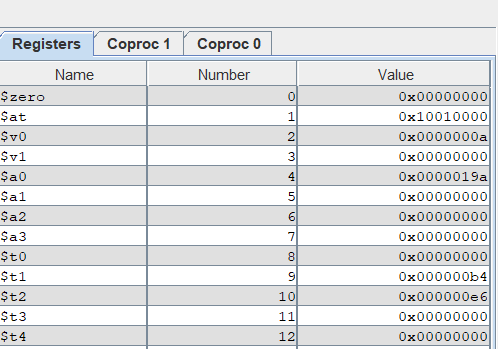 Registers Coproc 1 Coproc 0
Name Number Value
$zero 0 0x00000000
$at 1 0x10010000
$v0 2 0x0000000a
$v1 3 0x00000000
$a0 4 0x0000019a
$a1 5 0x00000000
$a2 6 0x00000000
$a3 7 0x00000000
$t0 8 0x00000000
$t1 9 0x000000b4
$t2 10 0x000000e6
$t3 11 0x00000000
$t4 12 0x00000000